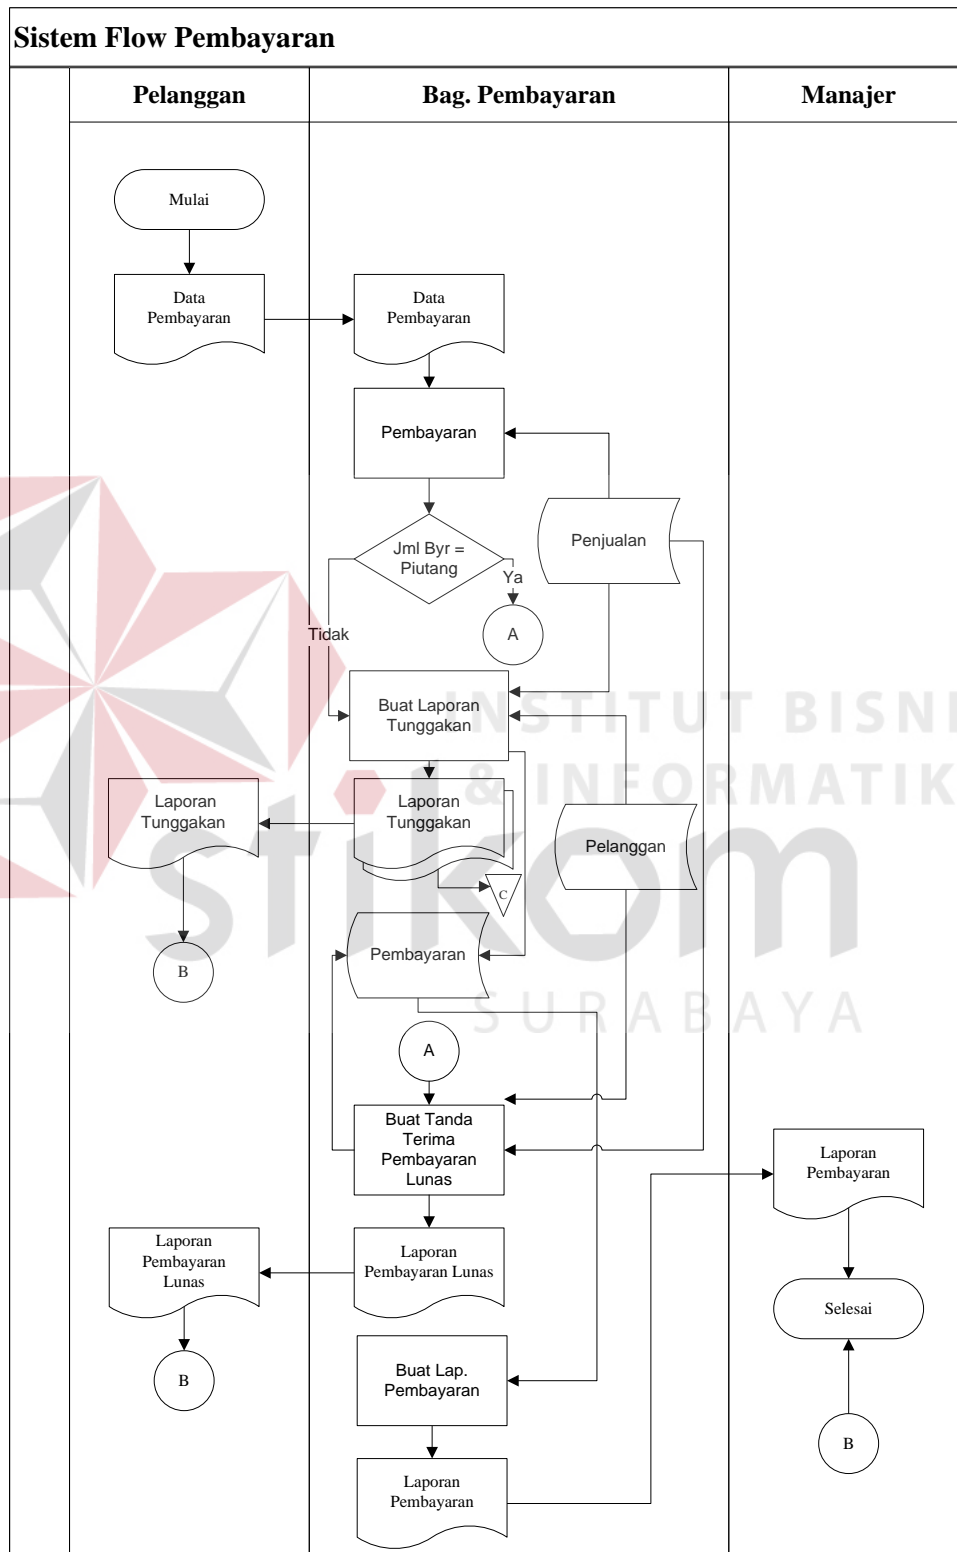 Sistem Flow Pembayaran
Pelanggan
Bag. Pembayaran
Manajer
Mulai
Data
Pembayaran
Data
Pembayaran
Pembayaran
Penjualan
Jml Byr =
Piutang
Ya
A
Tidak
Buat Laporan
Tunggakan
INSTITUT BISNI
& INFORMATIK
Laporan
Tunggakan
Laporan
Tunggakan
Pelanggan
stikom
C
Pembayaran
B
SURABAYA
A
Buat Tanda
Terima
Pembayaran
Lunas
Laporan
Pembayaran
Laporan
Pembayaran
Lunas
Laporan
Pembayaran Lunas
Selesai
B
Buat Lap.
Pembayaran
B
Laporan
Pembayaran